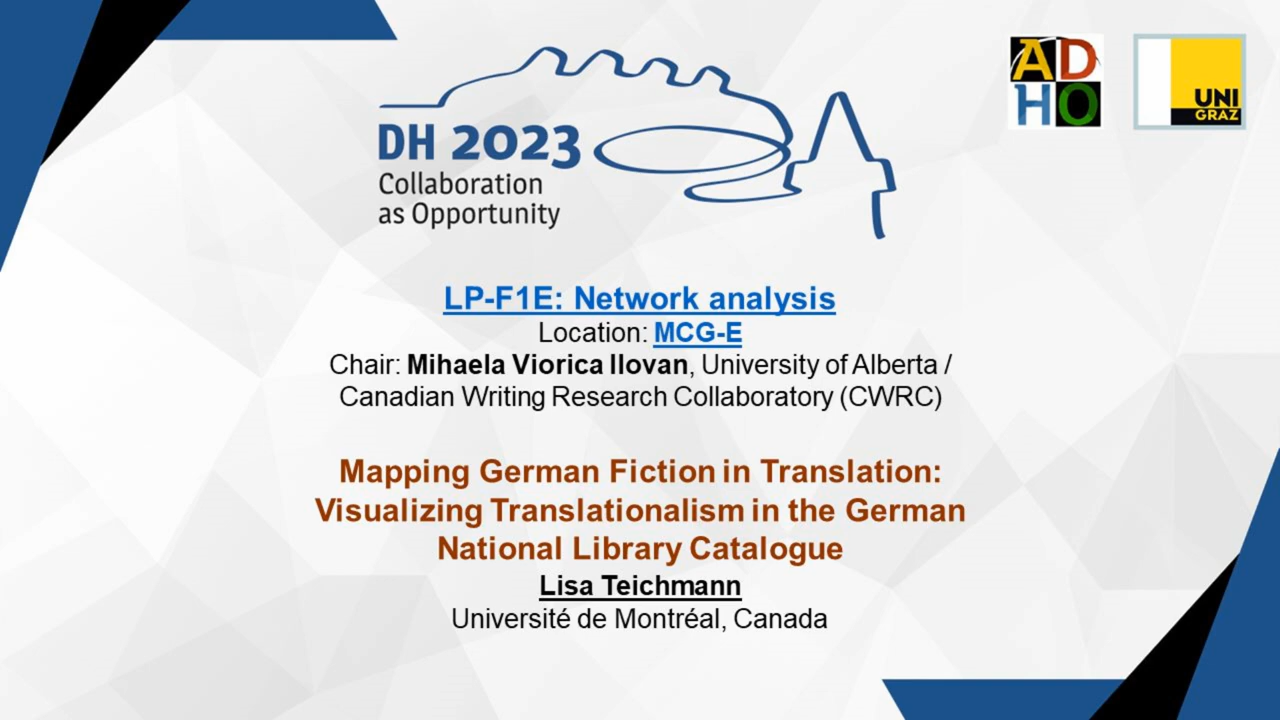 AD
HO
UNI
GRAZ
DH 2023
Collaboration
as Opportunity
LP-F1E: Network analysis
Location: MCG-E
Chair: Mihaela Viorica Ilovan, University of Alberta /
Canadian Writing Research Collaboratory (CWRC)
Mapping German Fiction in Translation:
Visualizing Translationalism in the German
National Library Catalogue
Lisa Teichmann
Université de Montréal, Canada